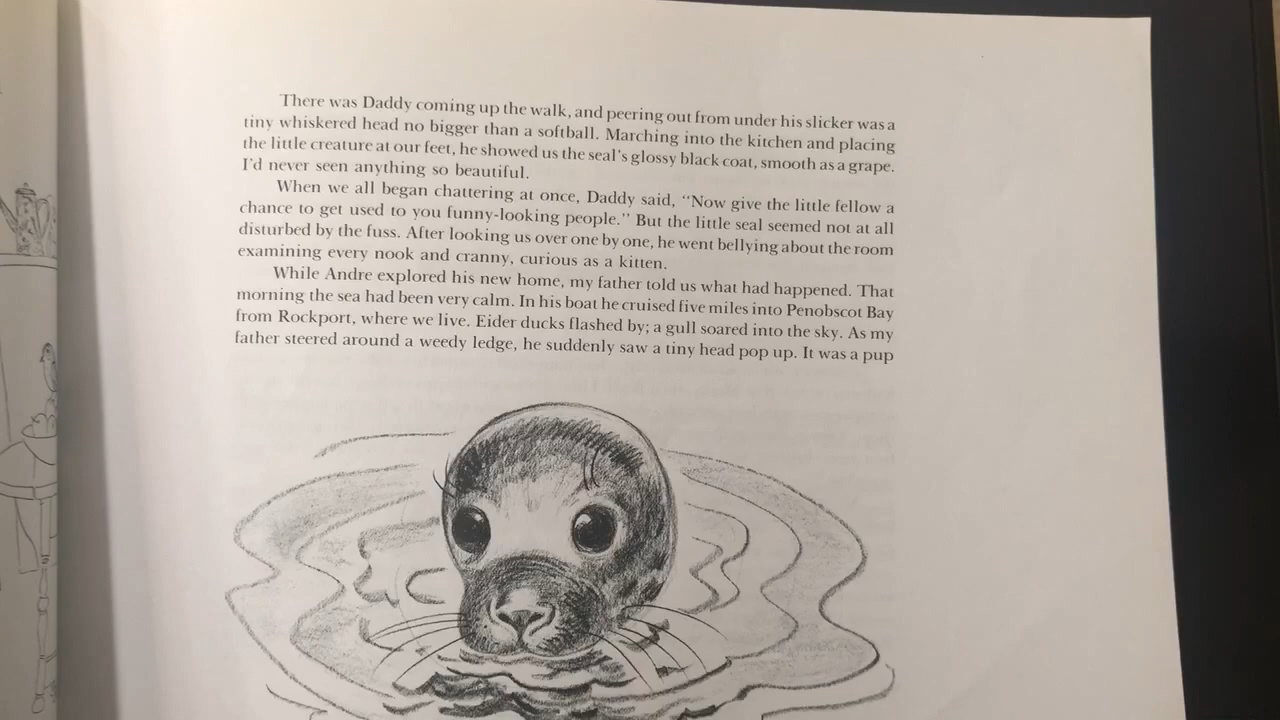 There was Daddy coming up the walk, and peering out from under his slicker was a
tiny whiskered head no bigger than a softball. Marching into the kitchen and placing
the little creature at our feet, he showed us the seal's glossy black coat, smooth as a grape.
I'd never seen anything so beautiful.
When we all began chattering at once, Daddy said, "Now give the little fellow a
chance to get used to you funny-looking people." But the little seal seemed not at all
disturbed by the fuss. After looking us over one by one, he went bellying about the room
examining every nook and cranny, curious as a kitten.
While Andre explored his new home, my father told us what had happened. That
morning the sea had been very calm. In his boat he cruised five miles into Penobscot Bay
from Rockport, where we live. Eider ducks flashed by; a gull soared into the sky. As my
father steered around a weedy ledge, he suddenly saw a tiny head pop up. It was a pup